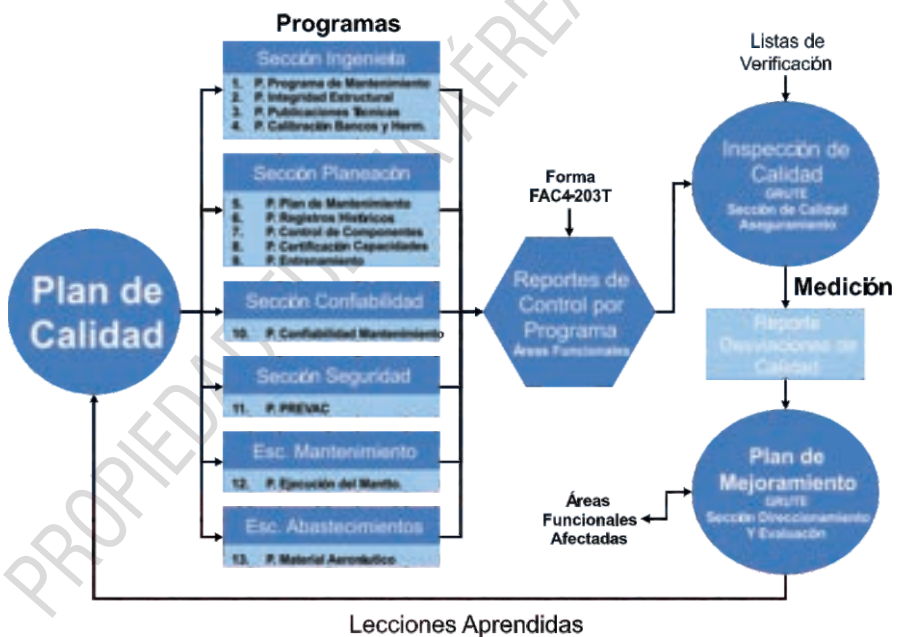 Programas
Plan de
Calidad
Sección Ingeniería
1. P. Programa de Mantenimiento
2. P. Integridad Estructural
3. P. Publicaciones Técnicas
4. P. Calibración Bancos y Herm.
Sección Planeación
5. P. Plan de Mantenimiento
6. P. Registros Históricos
7. P. Control de Componentes
8. P. Certificación Capacidades
9. P. Entrenamiento
Sección Confiabilidad
10. P. Confiabilidad Mantenimiento
Sección Seguridad
11. P. PREVAC
Esc. Mantenimiento
12. P. Ejecución del Mantto.
Esc. Abastecimientos
13. P. Material Aeronáutico
Forma
FAC4-203T
Reportes de
Control por
Programa
Áreas Funcionales
Listas de
Verificación
Inspección de
Calidad
GRUTE
Sección de Calidad
Aseguramiento
Medición
Reporte
Desviaciones de
Calidad
Plan de
Mejoramiento
GRUTE
Sección Direccionamiento
Y Evaluación
Áreas
Funcionales
Afectadas
Lecciones Aprendidas